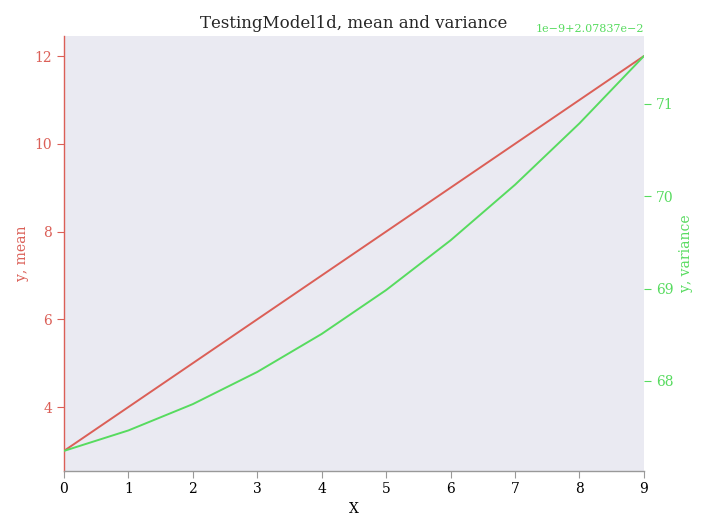 TestingModel1d, mean and variance
1e−9+2.07837e−2
12
10
8
6
4
y, mean
71
70
69
68
y, variance
0 1 2 3 4 5 6 7 8 9
X